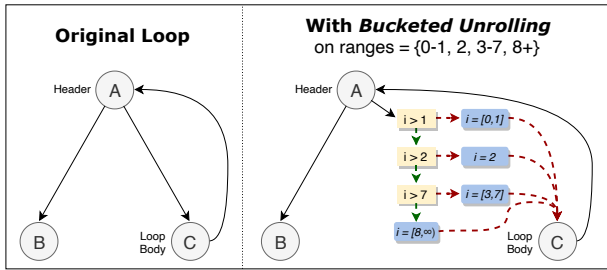 Original Loop
Header
A
B
Loop
Body
C
With Bucketed Unrolling
on ranges = {0-1, 2, 3-7, 8+}
Header
A
i > 1
i = [0,1]
i > 2
i = 2
i > 7
i = [3,7]
i = [8,∞)
B
Loop
Body
C